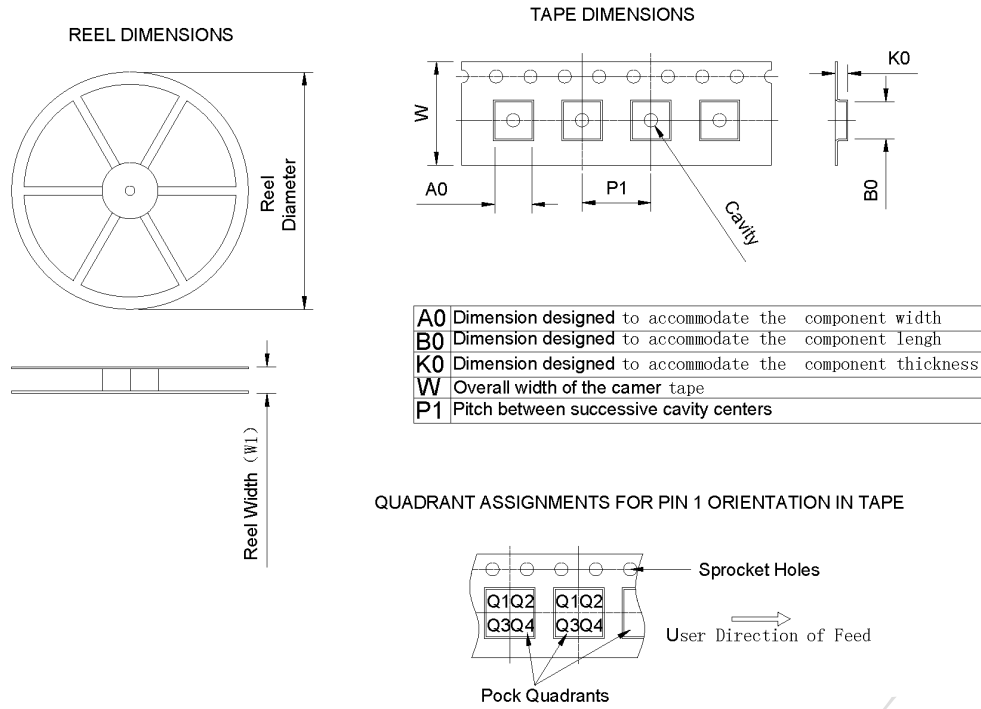 REEL DIMENSIONS
TAPE DIMENSIONS
Reel
Diameter
Reel Width (W1)
W
A0
P1
Cavity
K0
B0
A0 Dimension designed to accommodate the component width
B0 Dimension designed to accommodate the component lengh
K0 Dimension designed to accommodate the component thickness
W Overall width of the camer tape
P1 Pitch between successive cavity centers
QUADRANT ASSIGNMENTS FOR PIN 1 ORIENTATION IN TAPE
Sprocket Holes
Q1Q2 Q1Q2
Q3Q4 Q3Q4
User Direction of Feed
Pock Quadrants